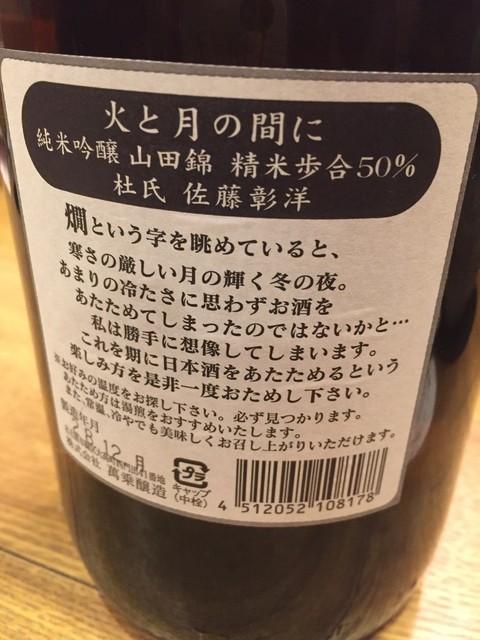 火と月の間に
純米吟醸 山田錦 精米歩合50%
杜氏 佐藤彰洋
燗という字を眺めていると、
寒さの厳しい月の輝く冬の夜。
あまりの冷たさに思わずお酒を
あたためてしまったのではないかと…
私は勝手に想像してしまいます。
これを期に日本酒をあたためるという
楽しみ方を是非一度おためし下さい。
※お好みの温度をお探し下さい。必ず見つかります。
あたため方は湯煎をおすすめいたします。
また、常温、冷やでも美味しくお召し上がりいただけます。
製造年月
28.12月
株式会社 萬乗醸造
プラ
キャップ
(中栓)
4 512052 108178